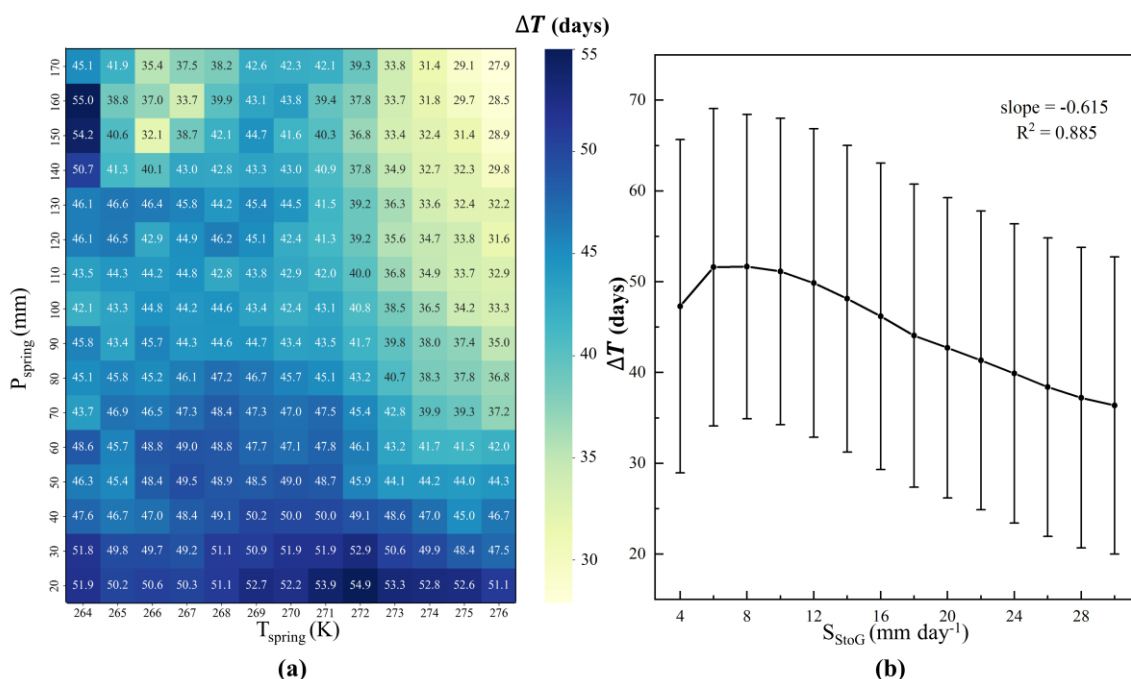 ΔT (days)
170 45.1 41.9 35.4 37.5 38.2 42.6 42.3 42.1 39.3 33.8 31.4 29.1 27.9
160 55.0 38.8 37.0 33.7 39.9 43.1 43.8 39.4 37.8 33.7 31.8 29.7 28.5
150 54.2 40.6 32.1 38.7 42.1 44.7 41.6 40.3 36.8 33.4 32.4 31.4 28.9
140 50.7 41.3 40.1 43.0 42.8 43.3 43.0 40.9 37.8 34.9 32.7 32.3 29.8
130 46.1 46.6 46.4 45.8 44.2 45.4 44.5 41.5 39.2 36.3 33.6 32.4 32.2
120 46.1 46.5 42.9 44.9 46.2 45.1 42.4 41.3 39.2 35.6 34.7 33.8 31.6
110 43.5 44.3 44.2 44.8 42.8 43.8 42.9 42.0 40.0 36.8 34.9 33.7 32.9
100 42.1 43.3 44.8 44.2 44.6 43.4 42.4 43.1 40.8 38.5 36.5 34.2 33.3
90 45.8 43.4 45.7 44.3 44.6 44.7 43.4 43.5 41.7 39.8 38.0 37.4 35.0
80 45.1 45.8 45.2 46.1 47.2 46.7 45.7 45.1 43.2 40.7 38.3 37.8 36.8
70 43.7 46.9 46.5 47.3 48.4 47.3 47.0 47.5 45.4 42.8 39.9 39.3 37.2
60 48.6 45.7 48.8 49.0 48.8 47.7 47.1 47.8 46.1 43.2 41.7 41.5 42.0
50 46.3 45.4 48.4 49.5 48.9 48.5 49.0 48.7 45.9 44.1 44.2 44.0 44.3
40 47.6 46.7 47.0 48.4 49.1 50.2 50.0 50.0 49.1 48.6 47.0 45.0 46.7
30 51.8 49.8 49.7 49.2 51.1 50.9 51.9 51.9 52.9 50.6 49.9 48.4 47.5
20 51.9 50.2 50.6 50.3 51.1 52.7 52.2 53.9 54.9 53.3 52.8 52.6 51.1
264 265 266 267 268 269 270 271 272 273 274 275 276
P_spring (mm)
T_spring (K)
55
50
45
40
35
30
(a)
slope = -0.615
R² = 0.885
70
60
50
40
30
20
ΔT (days)
4 8 12 16 20 24 28
S_StoG (mm day⁻¹)
(b)